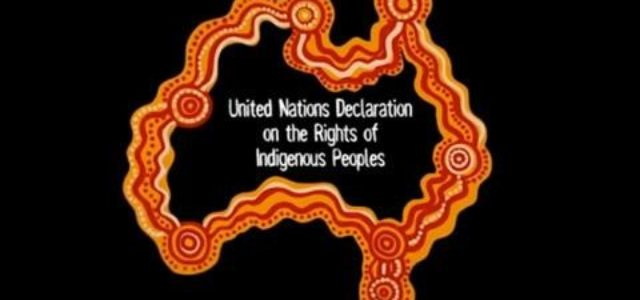 United Nations Declaration
on the Rights of
Indigenous Peoples